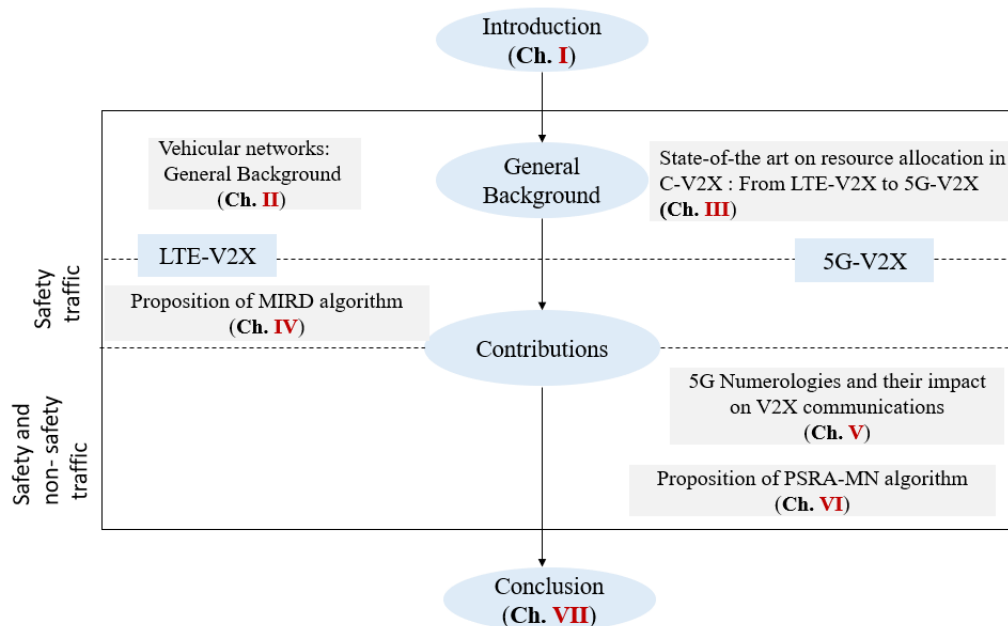 Introduction
(Ch. I)
Vehicular networks:
General Background
(Ch. II)
General
Background
State-of-the art on resource allocation in
C-V2X : From LTE-V2X to 5G-V2X
(Ch. III)
LTE-V2X
5G-V2X
Safety
traffic
Proposition of MIRD algorithm
(Ch. IV)
Contributions
Safety and
non- safety
traffic
5G Numerologies and their impact
on V2X communications
(Ch. V)
Proposition of PSRA-MN algorithm
(Ch. VI)
Conclusion
(Ch. VII)